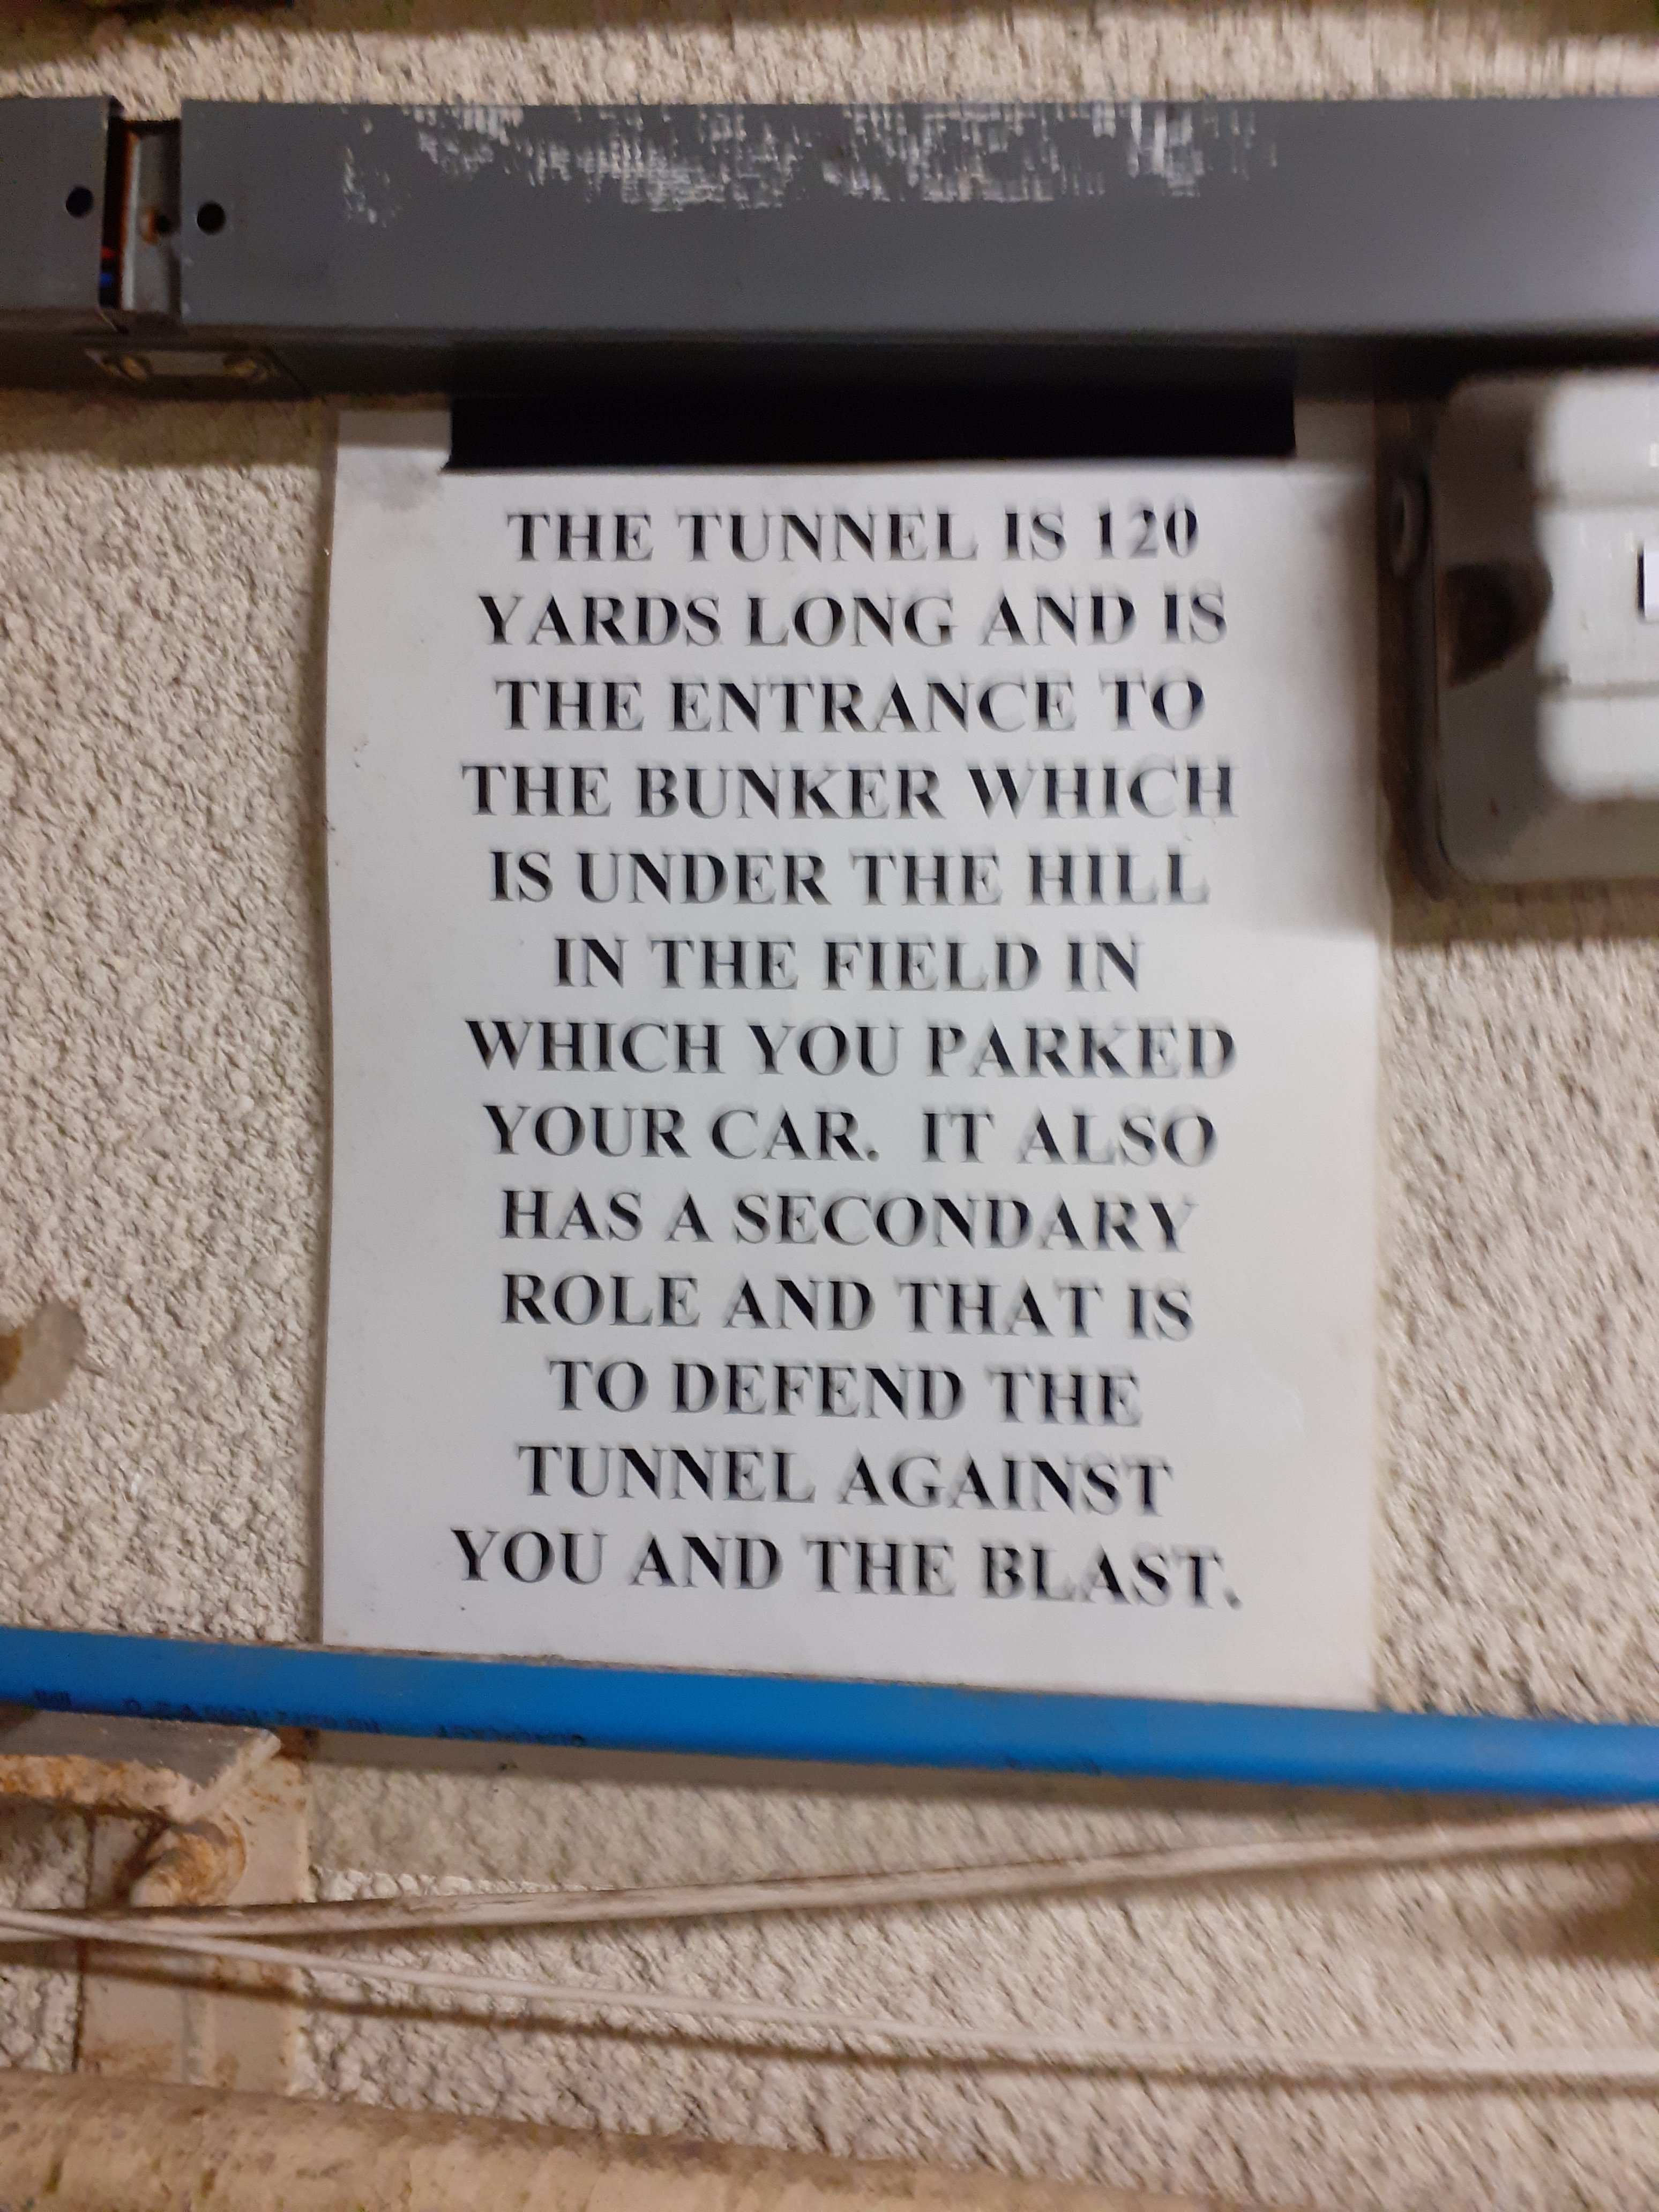 THE TUNNEL IS 120
YARDS LONG AND IS
THE ENTRANCE TO
THE BUNKER WHICH
IS UNDER THE HILL
IN THE FIELD IN
WHICH YOU PARKED
YOUR CAR. IT ALSO
HAS A SECONDARY
ROLE AND THAT IS
TO DEFEND THE
TUNNEL AGAINST
YOU AND THE BLAST.